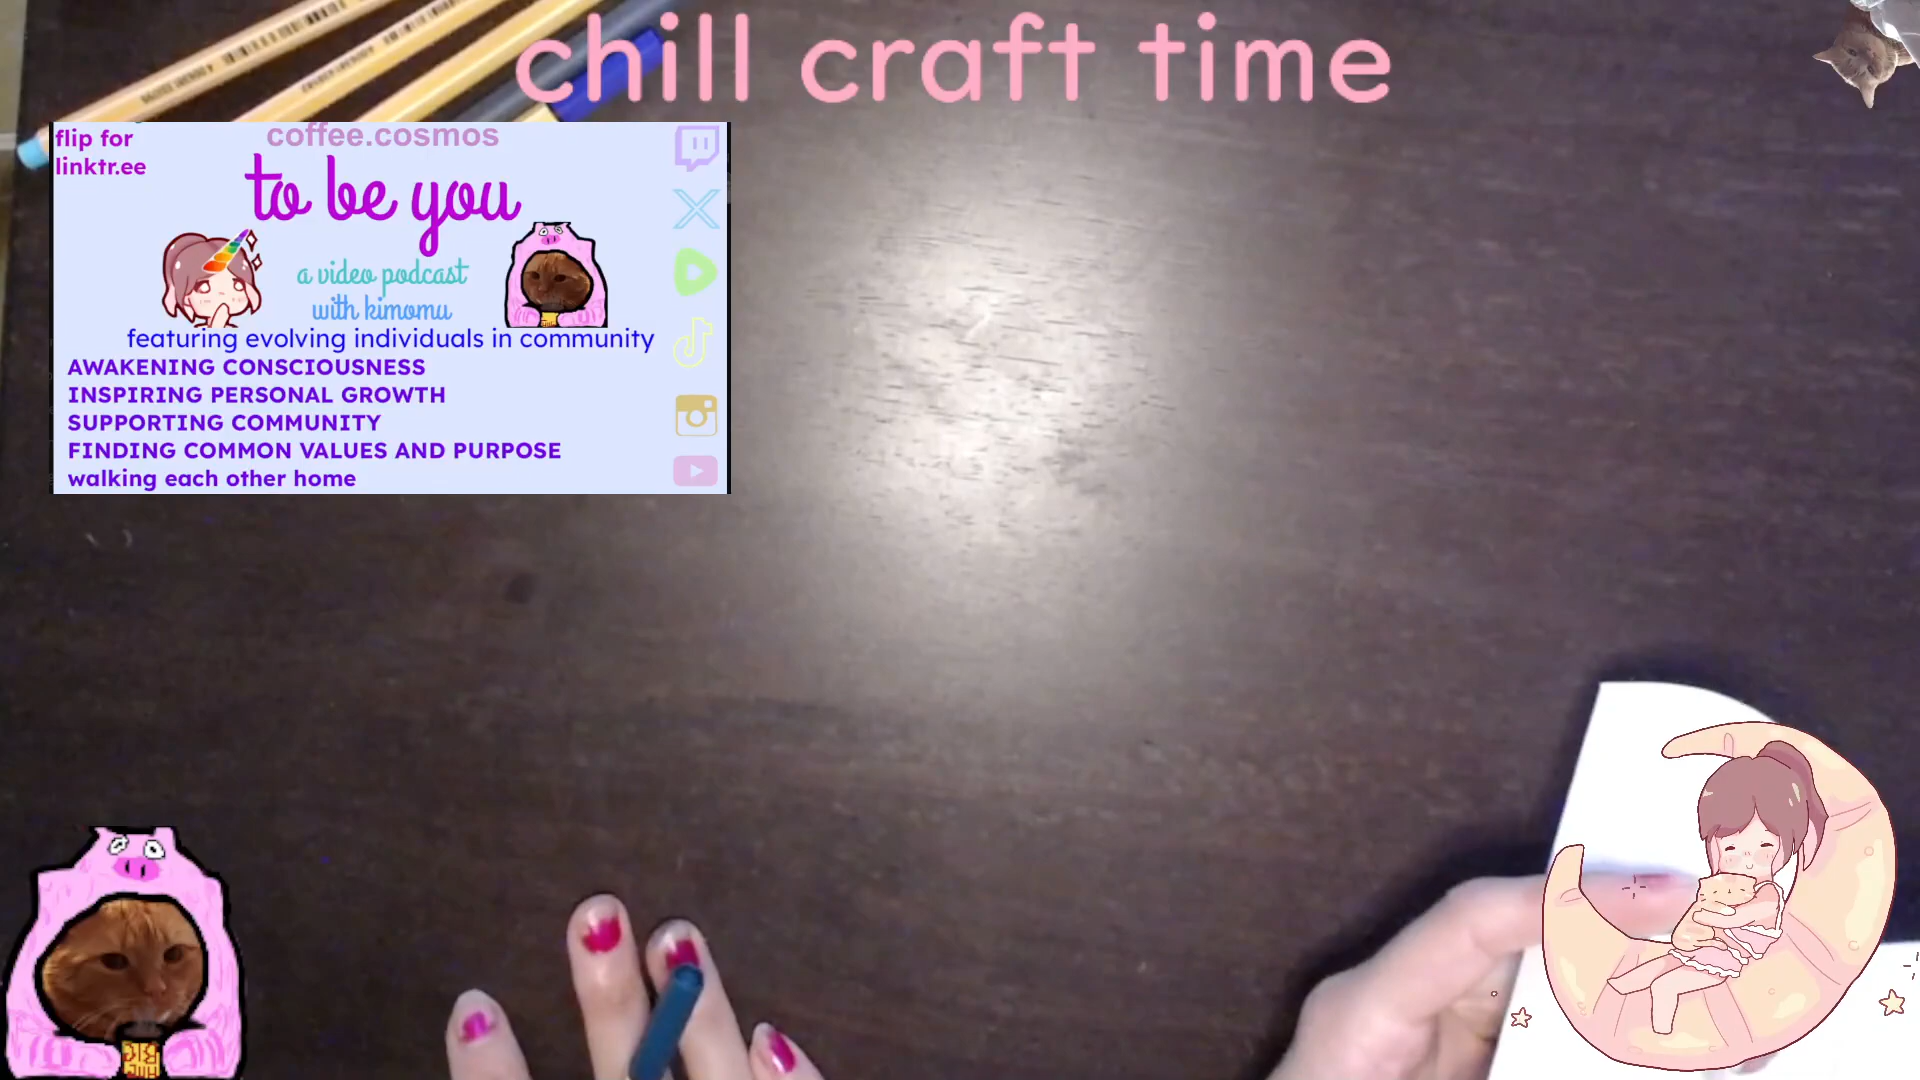 chill craft time
flip for
linktr.ee
coffee.cosmos
to be you
a video podcast
with kimomu
featuring evolving individuals in community
AWAKENING CONSCIOUSNESS
INSPIRING PERSONAL GROWTH
SUPPORTING COMMUNITY
FINDING COMMON VALUES AND PURPOSE
walking each other home